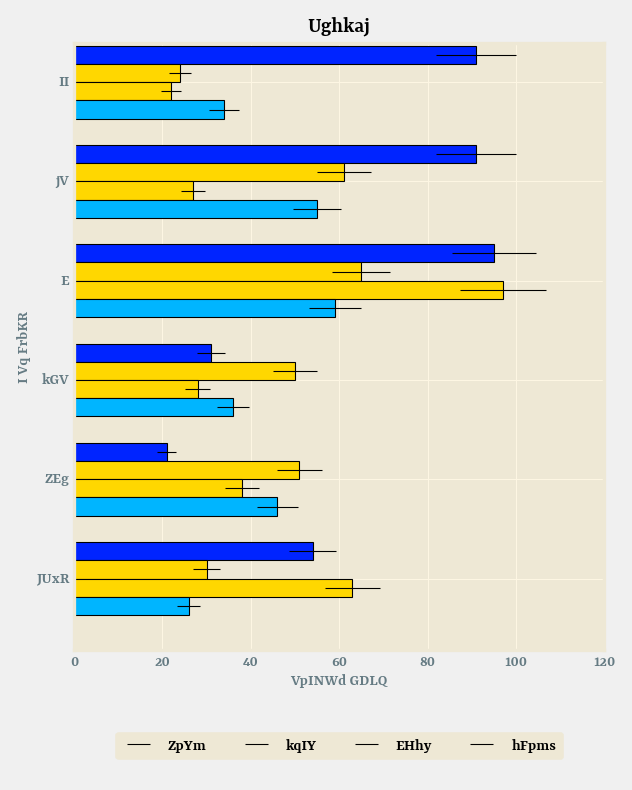 Ughkaj
II
jV
E
kGV
ZEg
JUxR
I Vq FrbKR
0 20 40 60 80 100 120
VpINWd GDLQ
ZpYm kqIY EHhy hFpms